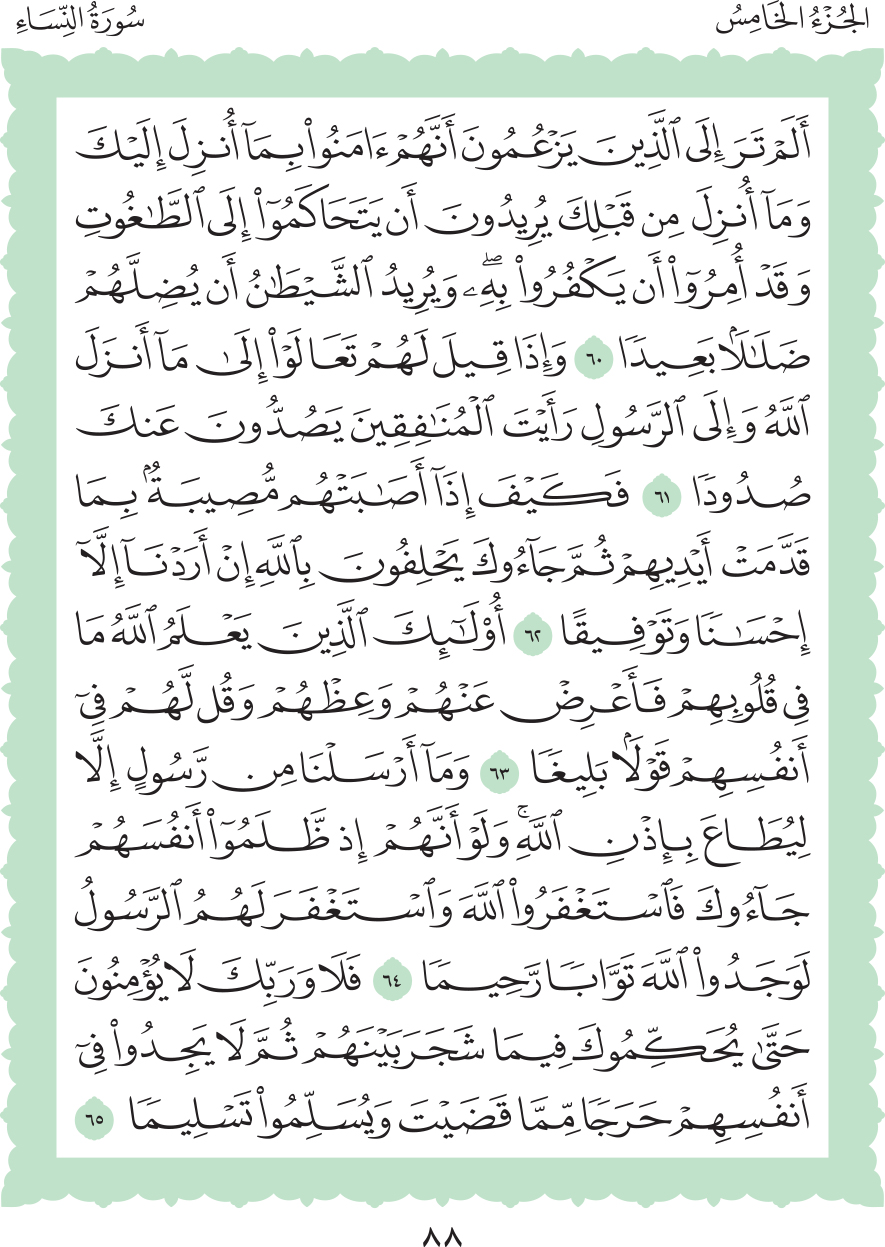 الجُزْءُ الخَامِسُ
سُورَةُ النِّسَاءِ
أَلَمْ تَرَ إِلَى ٱلَّذِينَ يَزْعُمُونَ أَنَّهُمْ ءَامَنُوا۟ بِمَآ أُنزِلَ إِلَيْكَ
وَمَآ أُنزِلَ مِن قَبْلِكَ يُرِيدُونَ أَن يَتَحَاكَمُوٓا۟ إِلَى ٱلطَّٰغُوتِ
وَقَدْ أُمِرُوٓا۟ أَن يَكْفُرُوا۟ بِهِۦۖ وَيُرِيدُ ٱلشَّيْطَٰنُ أَن يُضِلَّهُمْ
ضَلَٰلًۢا بَعِيدًا ٦٠ وَإِذَا قِيلَ لَهُمْ تَعَالَوْا۟ إِلَىٰ مَآ أَنزَلَ
ٱللَّهُ وَإِلَى ٱلرَّسُولِ رَأَيْتَ ٱلْمُنَٰفِقِينَ يَصُدُّونَ عَنكَ
صُدُودًا ٦١ فَكَيْفَ إِذَآ أَصَٰبَتْهُم مُّصِيبَةٌۢ بِمَا
قَدَّمَتْ أَيْدِيهِمْ ثُمَّ جَآءُوكَ يَحْلِفُونَ بِٱللَّهِ إِنْ أَرَدْنَآ إِلَّآ
إِحْسَٰنًا وَتَوْفِيقًا ٦٢ أُو۟لَٰٓئِكَ ٱلَّذِينَ يَعْلَمُ ٱللَّهُ مَا
فِى قُلُوبِهِمْ فَأَعْرِضْ عَنْهُمْ وَعِظْهُمْ وَقُل لَّهُمْ فِىٓ
أَنفُسِهِمْ قَوْلًۢا بَلِيغًا ٦٣ وَمَآ أَرْسَلْنَا مِن رَّسُولٍ إِلَّا
لِيُطَاعَ بِإِذْنِ ٱللَّهِۚ وَلَوْ أَنَّهُمْ إِذ ظَّلَمُوٓا۟ أَنفُسَهُمْ
جَآءُوكَ فَٱسْتَغْفَرُوا۟ ٱللَّهَ وَٱسْتَغْفَرَ لَهُمُ ٱلرَّسُولُ
لَوَجَدُوا۟ ٱللَّهَ تَوَّابًا رَّحِيمًا ٦٤ فَلَا وَرَبِّكَ لَا يُؤْمِنُونَ
حَتَّىٰ يُحَكِّمُوكَ فِيمَا شَجَرَ بَيْنَهُمْ ثُمَّ لَا يَجِدُوا۟ فِىٓ
أَنفُسِهِمْ حَرَجًا مِّمَّا قَضَيْتَ وَيُسَلِّمُوا۟ تَسْلِيمًا ٦٥
٨٨